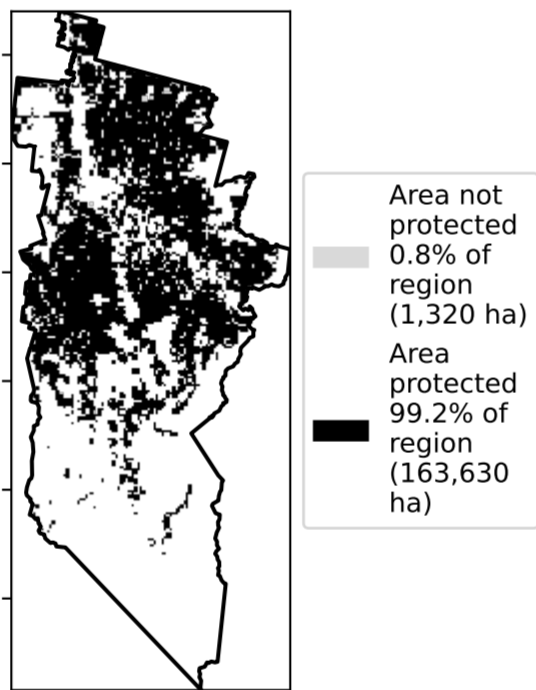 Area not
protected
0.8% of
region
(1,320 ha)
Area
protected
99.2% of
region
(163,630
ha)